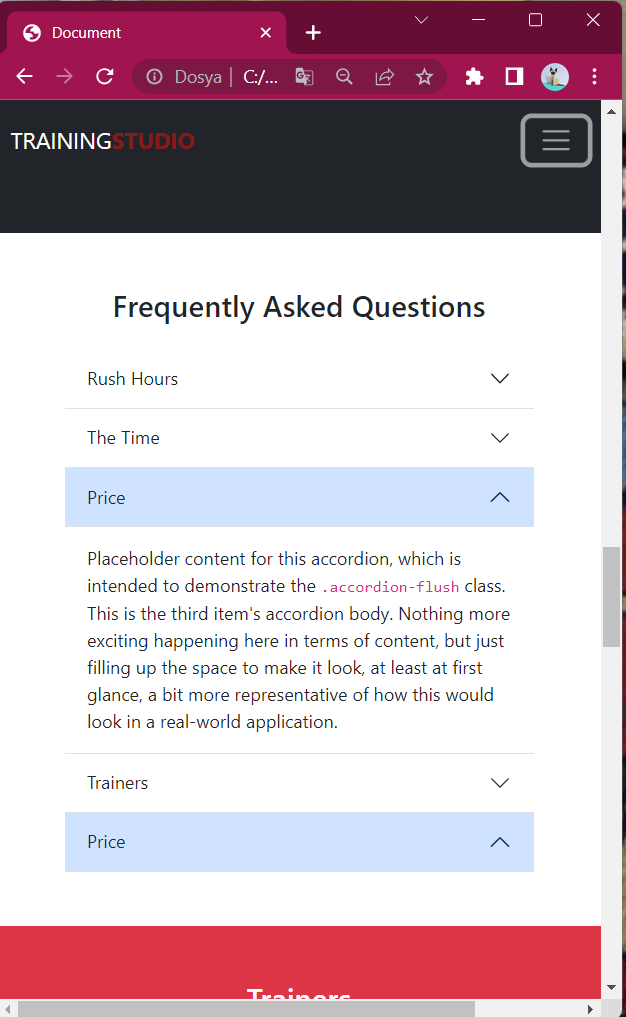 Document
Dosya | C:/...
TRAININGSTUDIO
Frequently Asked Questions
Rush Hours
The Time
Price
Placeholder content for this accordion, which is
intended to demonstrate the .accordion-flush class.
This is the third item's accordion body. Nothing more
exciting happening here in terms of content, but just
filling up the space to make it look, at least at first
glance, a bit more representative of how this would
look in a real-world application.
Trainers
Price
Trainers